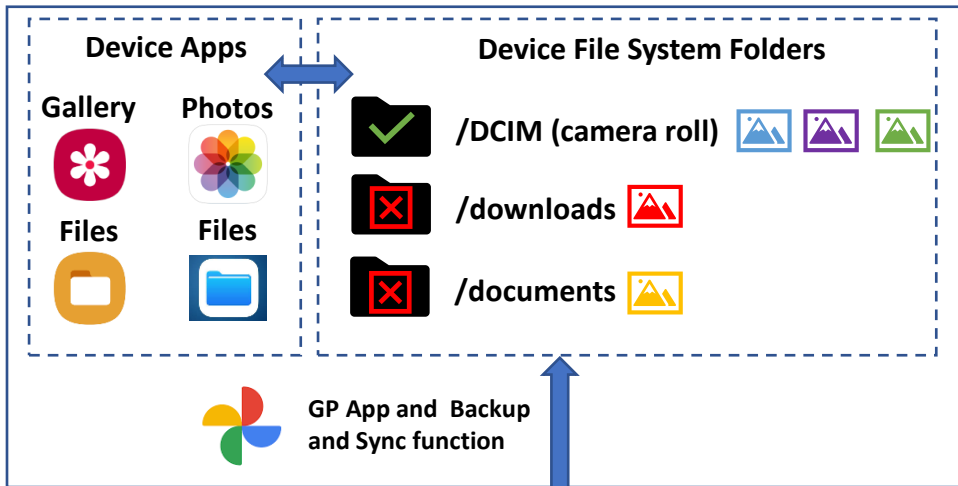 Device Apps
Device File System Folders
Gallery
Photos
Files
Files
/DCIM (camera roll)
/downloads
/documents
GP App and Backup
and Sync function